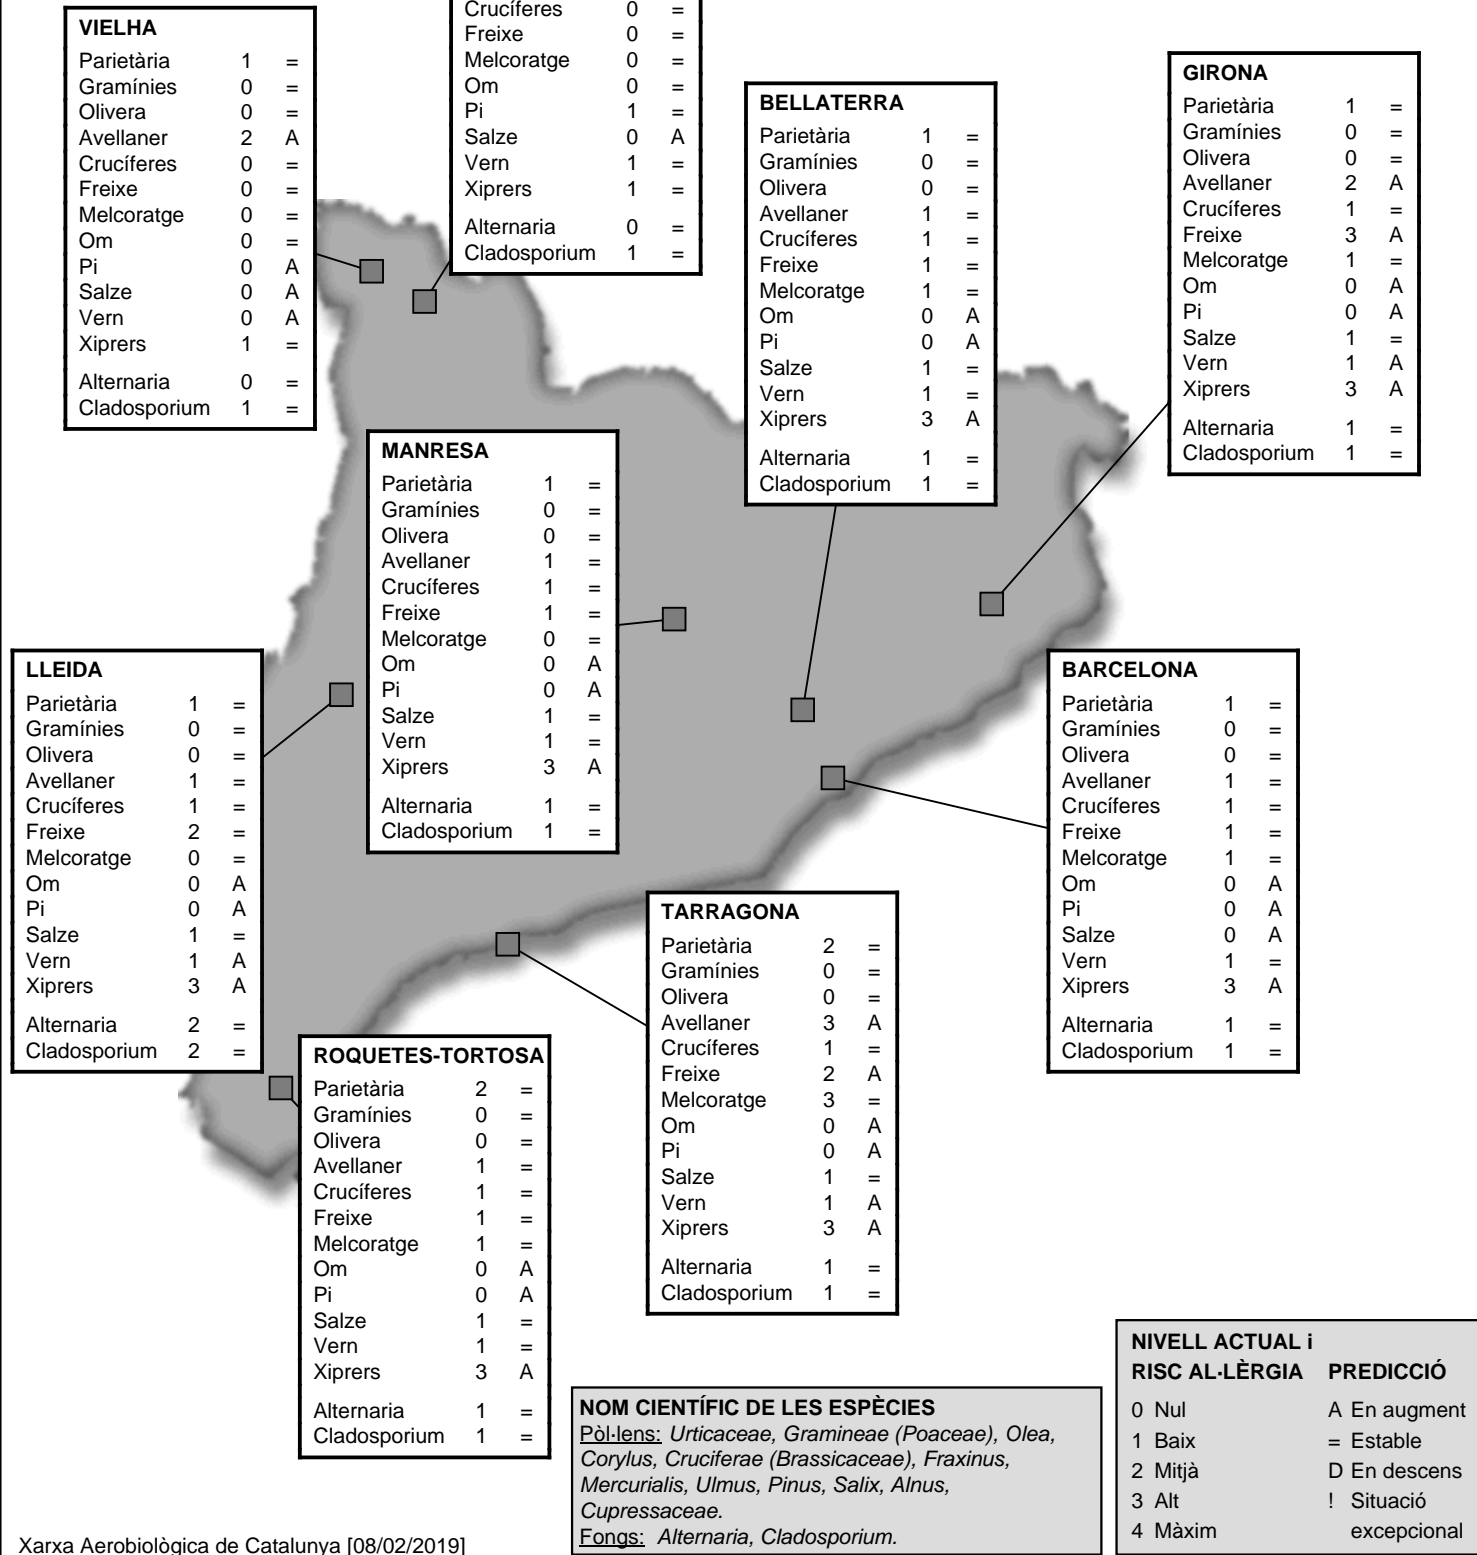 VIELHA
Parietària 1 =
Gramínies 0 =
Olivera 0 =
Avellaner 2 A
Crucíferes 0 =
Freixe 0 =
Melcoratge 0 =
Om 0 =
Pi 0 A
Salze 0 A
Vern 0 A
Xiprers 1 =
Alternaria 0 =
Cladosporium 1 =
Crucíferes 0 =
Freixe 0 =
Melcoratge 0 =
Om 0 =
Pi 1 =
Salze 0 A
Vern 1 =
Xiprers 1 =
Alternaria 0 =
Cladosporium 1 =
BELLATERRA
Parietària 1 =
Gramínies 0 =
Olivera 0 =
Avellaner 1 =
Crucíferes 1 =
Freixe 1 =
Melcoratge 1 =
Om 0 A
Pi 0 A
Salze 1 =
Vern 1 =
Xiprers 3 A
Alternaria 1 =
Cladosporium 1 =
GIRONA
Parietària 1 =
Gramínies 0 =
Olivera 0 =
Avellaner 2 A
Crucíferes 1 =
Freixe 3 A
Melcoratge 1 =
Om 0 A
Pi 0 A
Salze 1 =
Vern 1 A
Xiprers 3 A
Alternaria 1 =
Cladosporium 1 =
MANRESA
Parietària 1 =
Gramínies 0 =
Olivera 0 =
Avellaner 1 =
Crucíferes 1 =
Freixe 1 =
Melcoratge 0 =
Om 0 A
Pi 0 A
Salze 1 =
Vern 1 =
Xiprers 3 A
Alternaria 1 =
Cladosporium 1 =
LLEIDA
Parietària 1 =
Gramínies 0 =
Olivera 0 =
Avellaner 1 =
Crucíferes 1 =
Freixe 2 =
Melcoratge 0 =
Om 0 A
Pi 0 A
Salze 1 =
Vern 1 A
Xiprers 3 A
Alternaria 2 =
Cladosporium 2 =
BARCELONA
Parietària 1 =
Gramínies 0 =
Olivera 0 =
Avellaner 1 =
Crucíferes 1 =
Freixe 1 =
Melcoratge 1 =
Om 0 A
Pi 0 A
Salze 0 A
Vern 1 =
Xiprers 3 A
Alternaria 1 =
Cladosporium 1 =
TARRAGONA
Parietària 2 =
Gramínies 0 =
Olivera 0 =
Avellaner 3 A
Crucíferes 1 =
Freixe 2 A
Melcoratge 3 =
Om 0 A
Pi 0 A
Salze 1 =
Vern 1 A
Xiprers 3 A
Alternaria 1 =
Cladosporium 1 =
ROQUETES-TORTOSA
Parietària 2 =
Gramínies 0 =
Olivera 0 =
Avellaner 1 =
Crucíferes 1 =
Freixe 1 =
Melcoratge 1 =
Om 0 A
Pi 0 A
Salze 1 =
Vern 1 =
Xiprers 3 A
Alternaria 1 =
Cladosporium 1 =
NOM CIENTÍFIC DE LES ESPÈCIES
Pòl·lens: Urticaceae, Gramineae (Poaceae), Olea,
Corylus, Cruciferae (Brassicaceae), Fraxinus,
Mercurialis, Ulmus, Pinus, Salix, Alnus,
Cupressaceae.
Fongs: Alternaria, Cladosporium.
NIVELL ACTUAL i
RISC AL·LÈRGIA PREDICCIÓ
0 Nul A En augment
1 Baix = Estable
2 Mitjà D En descens
3 Alt ! Situació
4 Màxim excepcional
Xarxa Aerobiològica de Catalunya [08/02/2019]